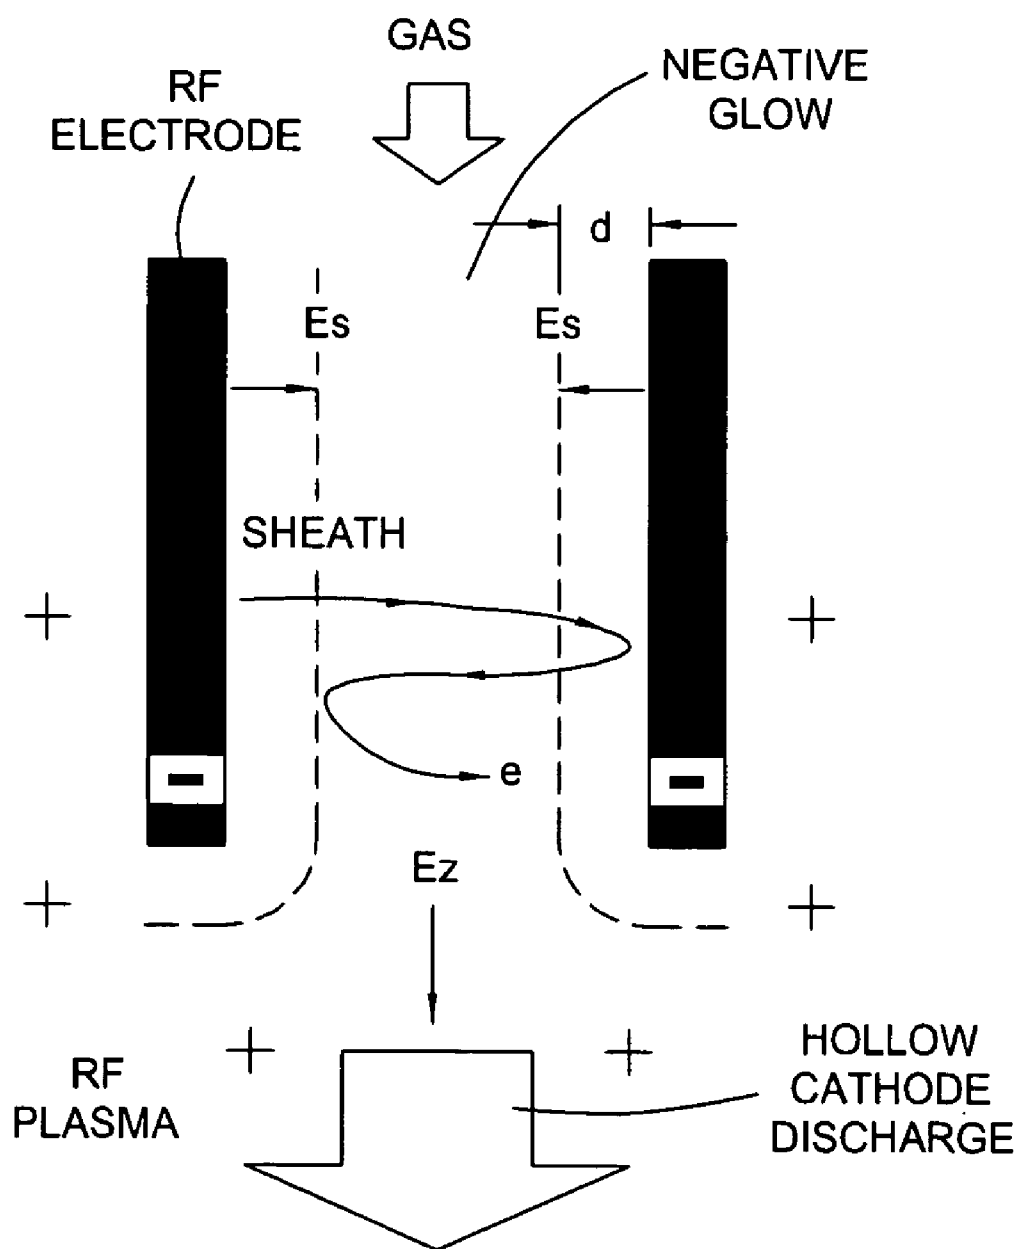 GAS
NEGATIVE
GLOW
RF
ELECTRODE
d
Es
Es
SHEATH
+
+
-
-
e
Ez
+
+
+
+
RF
PLASMA
HOLLOW
CATHODE
DISCHARGE